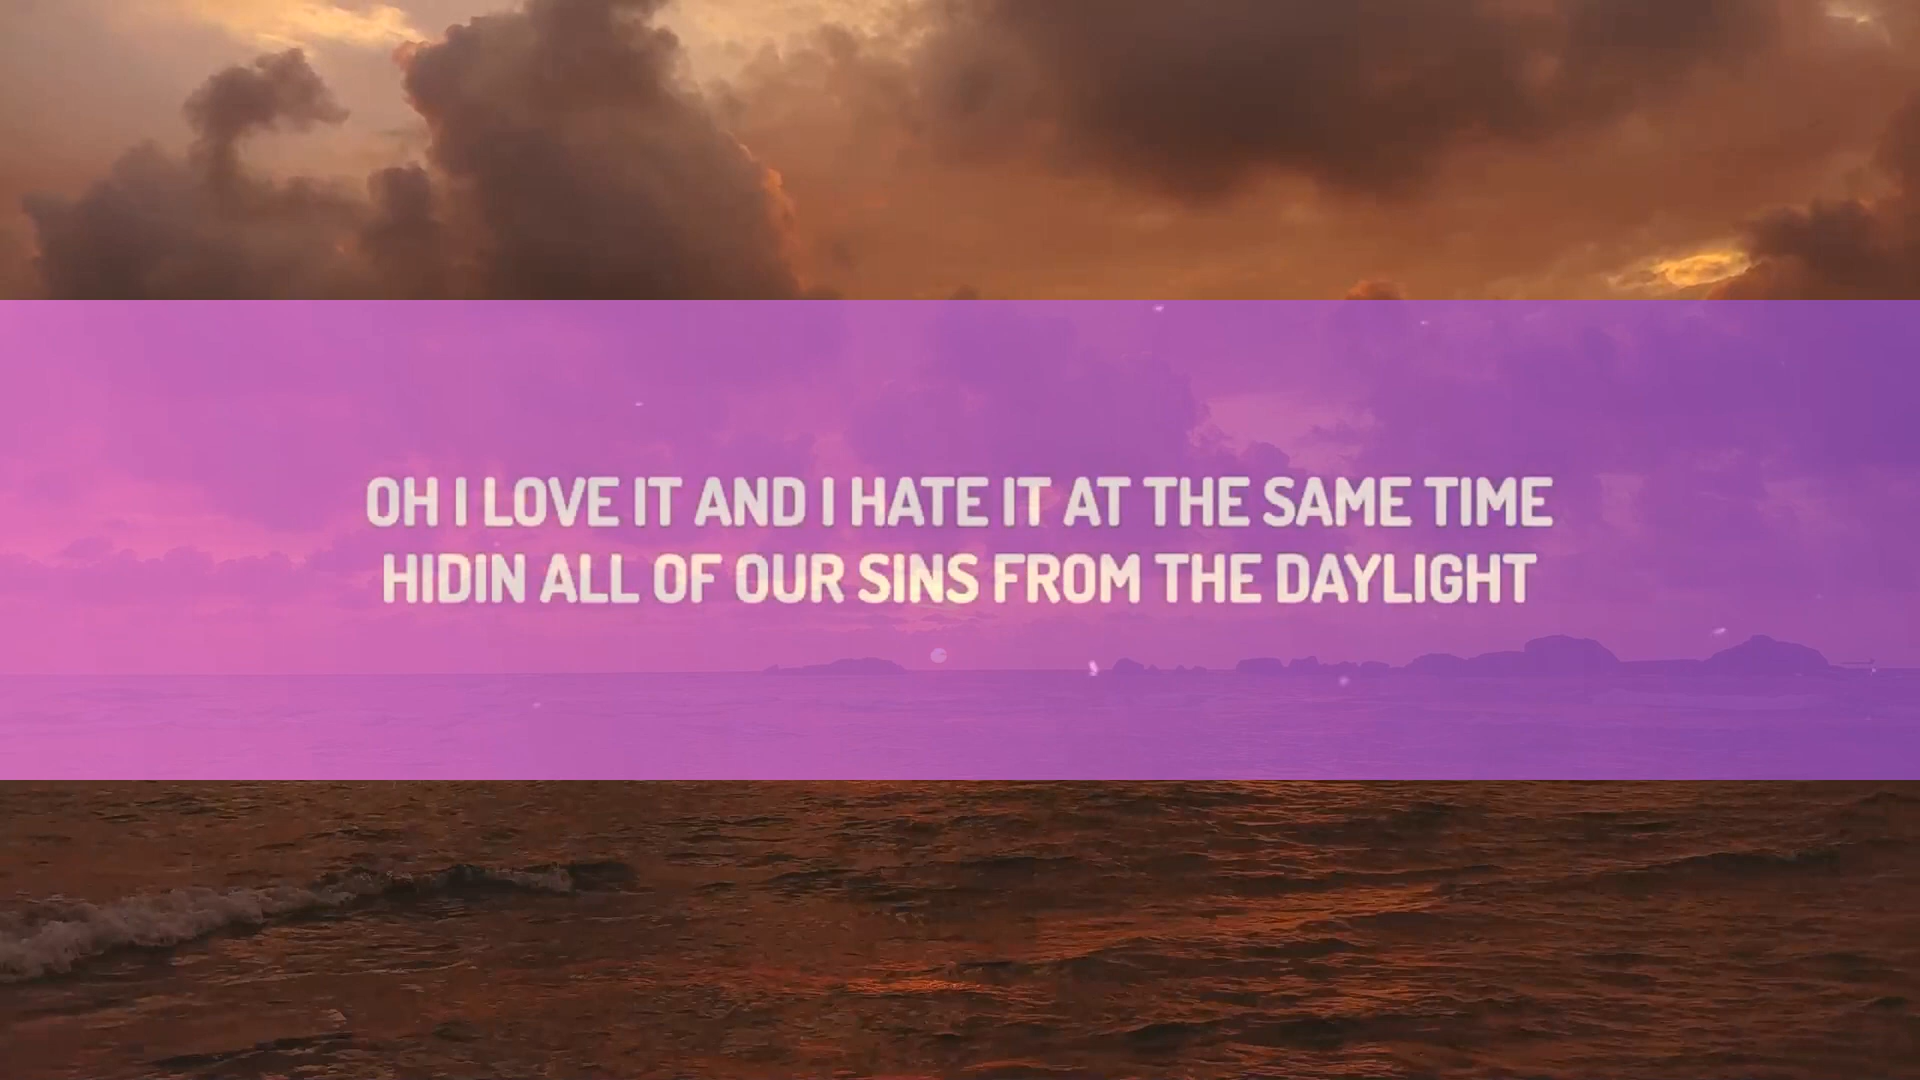 OH I LOVE IT AND I HATE IT AT THE SAME TIME
HIDIN ALL OF OUR SINS FROM THE DAYLIGHT